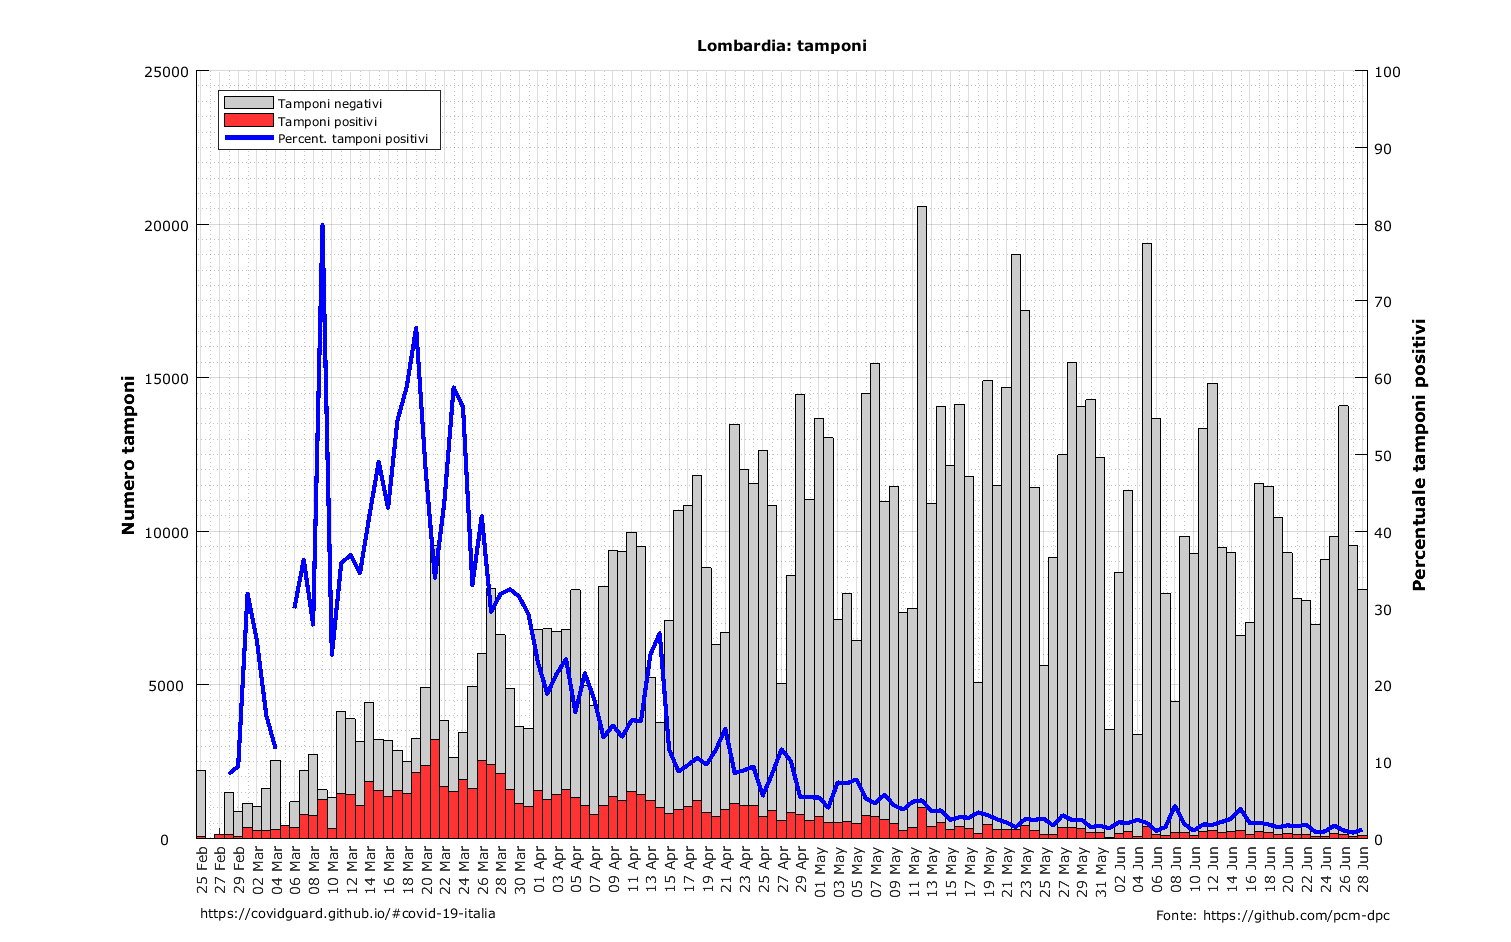 Lombardia: tamponi
Tamponi negativi
Tamponi positivi
Percent. tamponi positivi
Numero tamponi
25000
20000
15000
10000
5000
0
Percentuale tamponi positivi
100
90
80
70
60
50
40
30
20
10
0
25 Feb
27 Feb
29 Feb
02 Mar
04 Mar
06 Mar
08 Mar
10 Mar
12 Mar
14 Mar
16 Mar
18 Mar
20 Mar
22 Mar
24 Mar
26 Mar
28 Mar
30 Mar
01 Apr
03 Apr
05 Apr
07 Apr
09 Apr
11 Apr
13 Apr
15 Apr
17 Apr
19 Apr
21 Apr
23 Apr
25 Apr
27 Apr
29 Apr
01 May
03 May
05 May
07 May
09 May
11 May
13 May
15 May
17 May
19 May
21 May
23 May
25 May
27 May
29 May
31 May
02 Jun
04 Jun
06 Jun
08 Jun
10 Jun
12 Jun
14 Jun
16 Jun
18 Jun
20 Jun
22 Jun
24 Jun
26 Jun
28 Jun
https://covidguard.github.io/#covid-19-italia
Fonte: https://github.com/pcm-dpc